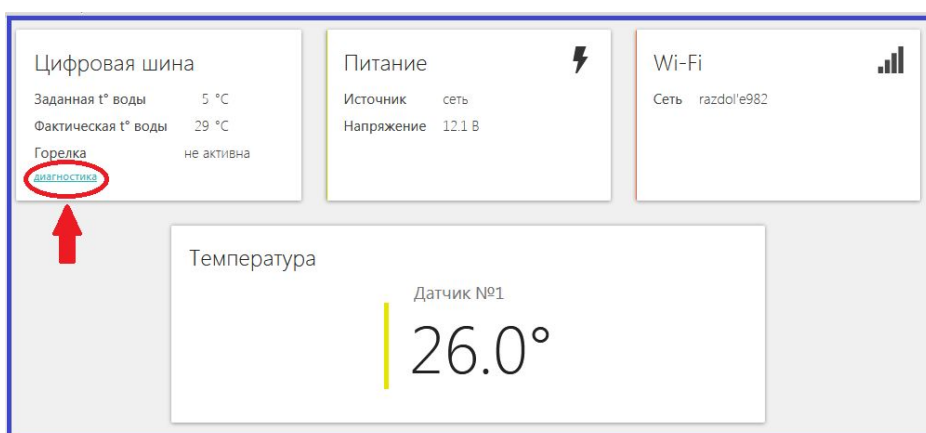 Цифровая шина
Заданная t° воды 5 °C
Фактическая t° воды 29 °C
Горелка не активна
диагностика
Питание
Источник сеть
Напряжение 12.1 В
Wi-Fi
Сеть razdol'e982
Температура
Датчик №1
26.0°